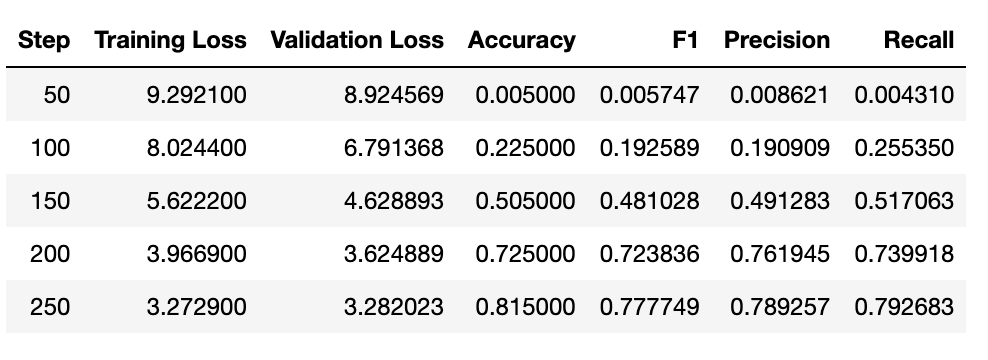 Step Training Loss Validation Loss Accuracy F1 Precision Recall
50 9.292100 8.924569 0.005000 0.005747 0.008621 0.004310
100 8.024400 6.791368 0.225000 0.192589 0.190909 0.255350
150 5.622200 4.628893 0.505000 0.481028 0.491283 0.517063
200 3.966900 3.624889 0.725000 0.723836 0.761945 0.739918
250 3.272900 3.282023 0.815000 0.777749 0.789257 0.792683